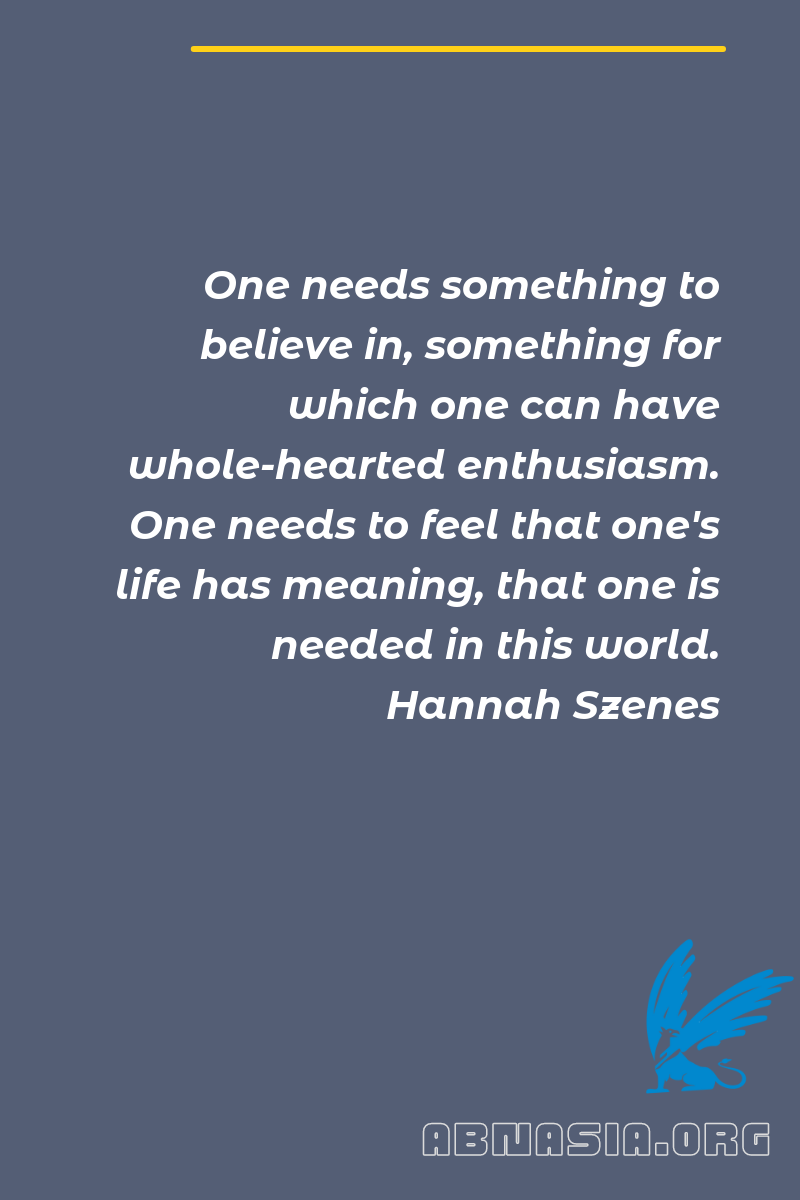 One needs something to
believe in, something for
which one can have
whole-hearted enthusiasm.
One needs to feel that one's
life has meaning, that one is
needed in this world.
Hannah Szenes
ABNASIA.ORG